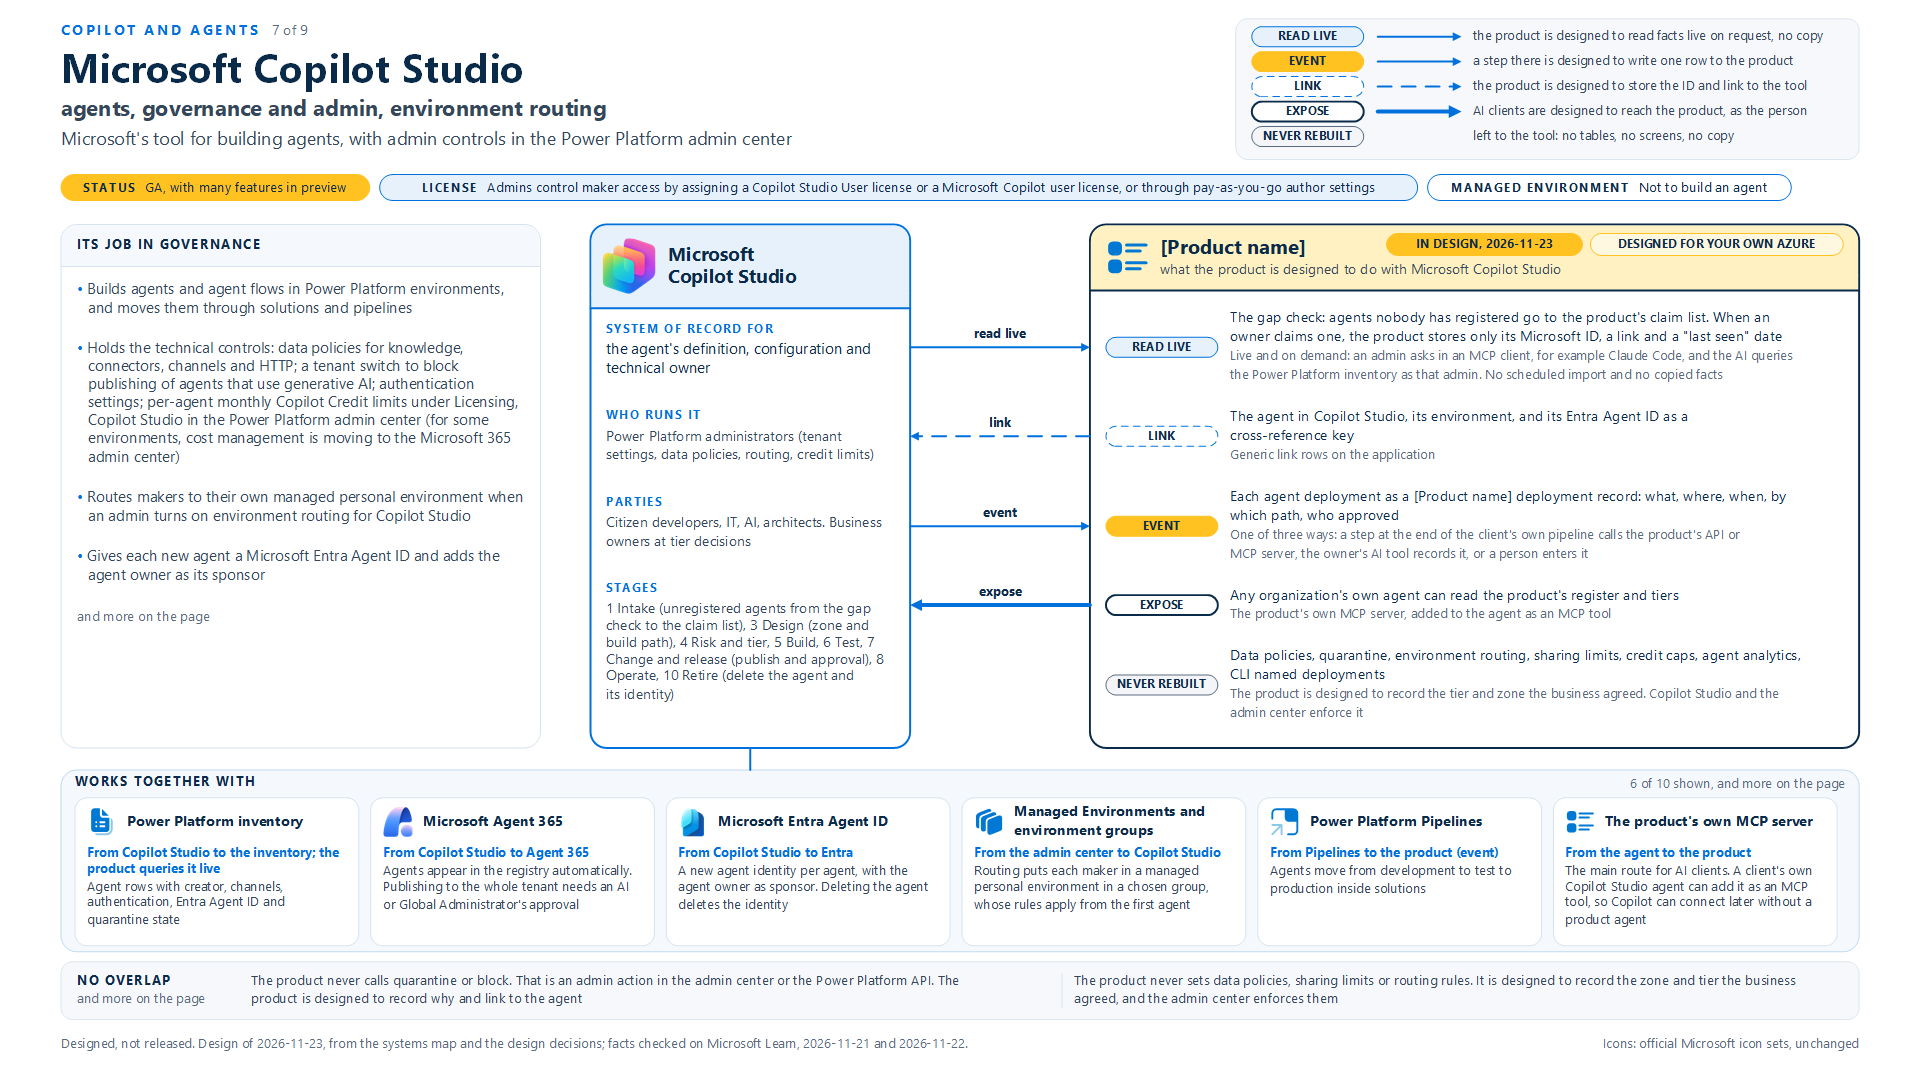 COPILOT AND AGENTS 7 of 9
Microsoft Copilot Studio
agents, governance and admin, environment routing
Microsoft's tool for building agents, with admin controls in the Power Platform admin center
READ LIVE the product is designed to read facts live on request, no copy
EVENT a step there is designed to write one row to the product
LINK the product is designed to store the ID and link to the tool
EXPOSE AI clients are designed to reach the product, as the person
NEVER REBUILT left to the tool: no tables, no screens, no copy
STATUS GA, with many features in preview
LICENSE Admins control maker access by assigning a Copilot Studio User license or a Microsoft Copilot user license, or through pay-as-you-go author settings
MANAGED ENVIRONMENT Not to build an agent
ITS JOB IN GOVERNANCE
• Builds agents and agent flows in Power Platform environments,
and moves them through solutions and pipelines
• Holds the technical controls: data policies for knowledge,
connectors, channels and HTTP; a tenant switch to block
publishing of agents that use generative AI; authentication
settings; per-agent monthly Copilot Credit limits under Licensing,
Copilot Studio in the Power Platform admin center (for some
environments, cost management is moving to the Microsoft 365
admin center)
• Routes makers to their own managed personal environment when
an admin turns on environment routing for Copilot Studio
• Gives each new agent a Microsoft Entra Agent ID and adds the
agent owner as its sponsor
and more on the page
Microsoft
Copilot Studio
SYSTEM OF RECORD FOR
the agent's definition, configuration and
technical owner
WHO RUNS IT
Power Platform administrators (tenant
settings, data policies, routing, credit limits)
PARTIES
Citizen developers, IT, AI, architects. Business
owners at tier decisions
STAGES
1 Intake (unregistered agents from the gap
check to the claim list), 3 Design (zone and
build path), 4 Risk and tier, 5 Build, 6 Test, 7
Change and release (publish and approval), 8
Operate, 10 Retire (delete the agent and
its identity)
read live
link
event
expose
[Product name]
IN DESIGN, 2026-11-23
DESIGNED FOR YOUR OWN AZURE
what the product is designed to do with Microsoft Copilot Studio
READ LIVE
The gap check: agents nobody has registered go to the product's claim list. When an
owner claims one, the product stores only its Microsoft ID, a link and a "last seen" date
Live and on demand: an admin asks in an MCP client, for example Claude Code, and the AI queries
the Power Platform inventory as that admin. No scheduled import and no copied facts
LINK
The agent in Copilot Studio, its environment, and its Entra Agent ID as a
cross-reference key
Generic link rows on the application
EVENT
Each agent deployment as a [Product name] deployment record: what, where, when, by
which path, who approved
One of three ways: a step at the end of the client's own pipeline calls the product's API or
MCP server, the owner's AI tool records it, or a person enters it
EXPOSE
Any organization's own agent can read the product's register and tiers
The product's own MCP server, added to the agent as an MCP tool
NEVER REBUILT
Data policies, quarantine, environment routing, sharing limits, credit caps, agent analytics,
CLI named deployments
The product is designed to record the tier and zone the business agreed. Copilot Studio and the
admin center enforce it
WORKS TOGETHER WITH
6 of 10 shown, and more on the page
Power Platform inventory
From Copilot Studio to the inventory; the
product queries it live
Agent rows with creator, channels,
authentication, Entra Agent ID and
quarantine state
Microsoft Agent 365
From Copilot Studio to Agent 365
Agents appear in the registry automatically.
Publishing to the whole tenant needs an AI
or Global Administrator's approval
Microsoft Entra Agent ID
From Copilot Studio to Entra
A new agent identity per agent, with the
agent owner as sponsor. Deleting the agent
deletes the identity
Managed Environments and
environment groups
From the admin center to Copilot Studio
Routing puts each maker in a managed
personal environment in a chosen group,
whose rules apply from the first agent
Power Platform Pipelines
From Pipelines to the product (event)
Agents move from development to test to
production inside solutions
The product's own MCP server
From the agent to the product
The main route for AI clients. A client's own
Copilot Studio agent can add it as an MCP
tool, so Copilot can connect later without a
product agent
NO OVERLAP
and more on the page
The product never calls quarantine or block. That is an admin action in the admin center or the Power Platform API. The
product is designed to record why and link to the agent
The product never sets data policies, sharing limits or routing rules. It is designed to record the zone and tier the business
agreed, and the admin center enforces them
Designed, not released. Design of 2026-11-23, from the systems map and the design decisions; facts checked on Microsoft Learn, 2026-11-21 and 2026-11-22.
Icons: official Microsoft icon sets, unchanged